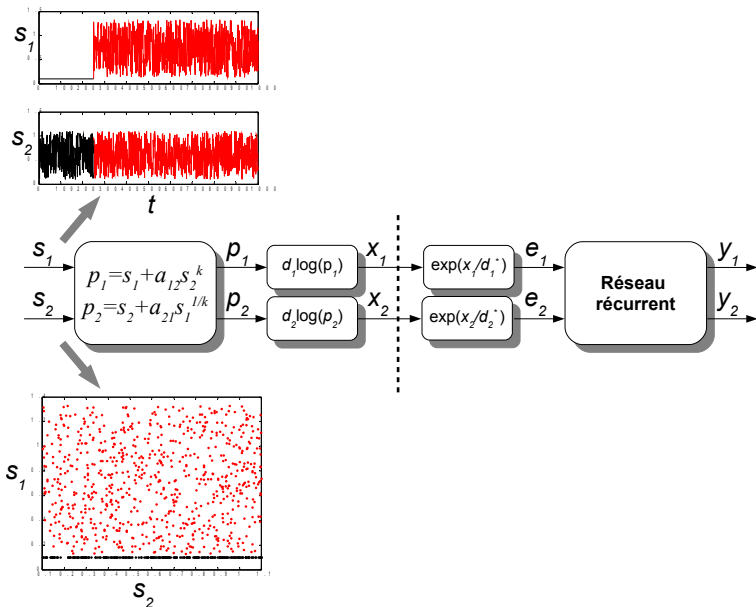 s1
s2
t
s1 p1 x1 e1 y1
p1=s1+a12s2^k
p2=s2+a21s1^1/k
d1log(p1)
exp(x1/d1*)
Réseau
récurrent
s2 p2 x2 e2 y2
d2log(p2)
exp(x2/d2*)
s1
s2